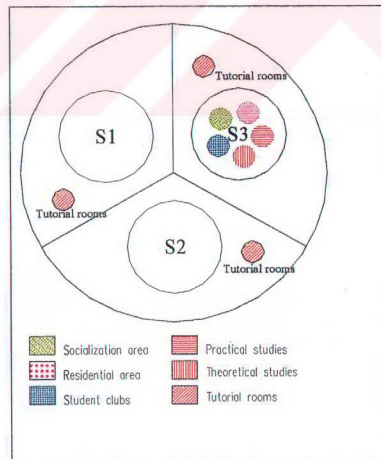 Tutorial rooms
S1
S3
Tutorial rooms
S2
Tutorial rooms
Socialization area
Practical studies
Residential area
Theoretical studies
Student clubs
Tutorial rooms